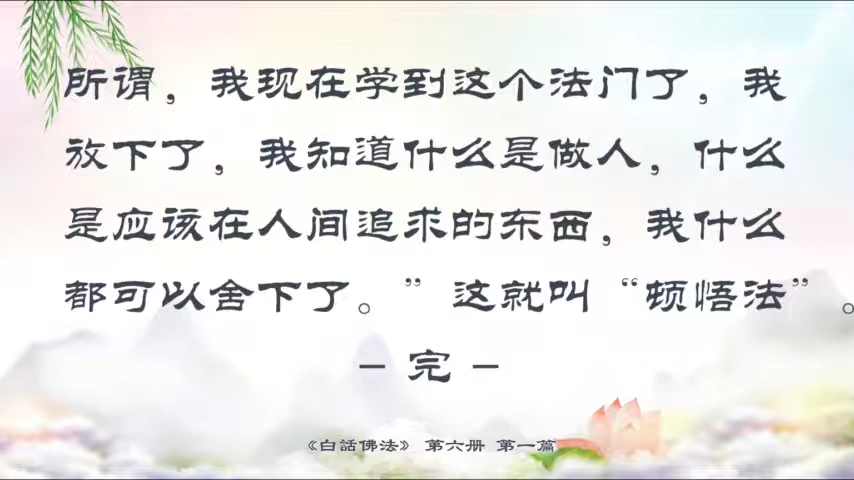 所谓，我现在学到这个法门了，我
放下了，我知道什么是做人，什么
是应该在人间追求的东西，我什么
都可以舍下了。”这就叫“顿悟法”。
- 完 -
《白話佛法》 第六册 第一篇